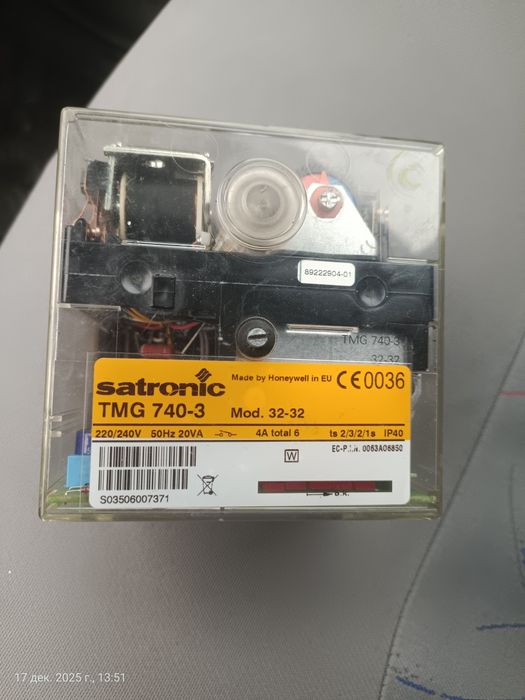 89222904-01
TMG 740-3
32-32
satronic
Made by Honeywell in EU CE0036
TMG 740-3 Mod. 32-32
220/240V 50Hz 20VA 4A total 6 ts 2/3/2/1s IP40
W EC-P.I.N. 0063A06850
S03506007371
17 дек. 2025 г., 13:51